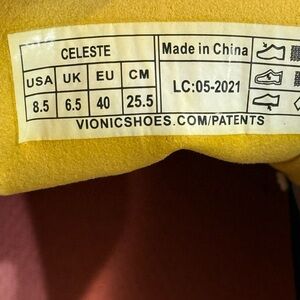 CELESTE
Made in China
USA UK EU CM
8.5 6.5 40 25.5
LC:05-2021
VIONICSHOES.COM/PATENTS